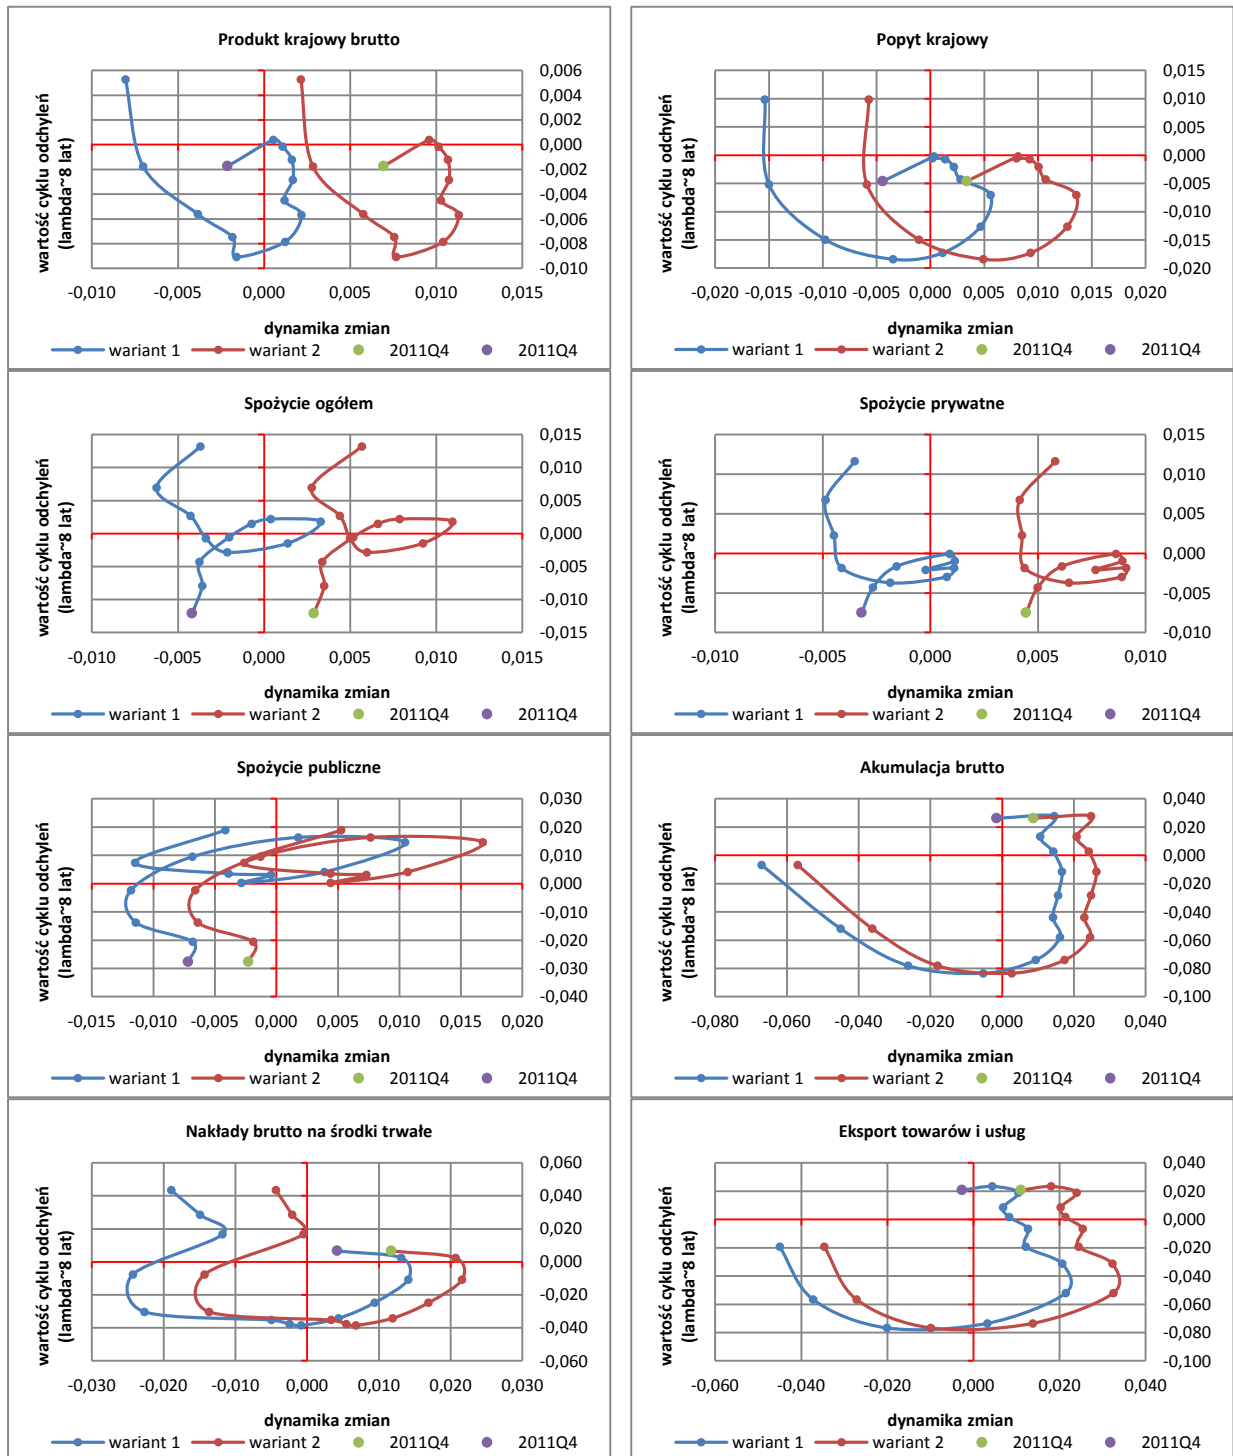 Produkt krajowy brutto
wartość cyklu odchyleń
(lambda~8 lat)
0,006
0,004
0,002
0,000
-0,002
-0,004
-0,006
-0,008
-0,010
-0,010 -0,005 0,000 0,005 0,010 0,015
dynamika zmian
wariant 1 wariant 2 2011Q4 2011Q4
Popyt krajowy
wartość cyklu odchyleń
(lambda~8 lat)
0,015
0,010
0,005
0,000
-0,005
-0,010
-0,015
-0,020
-0,020 -0,015 -0,010 -0,005 0,000 0,005 0,010 0,015 0,020
dynamika zmian
wariant 1 wariant 2 2011Q4 2011Q4
Spożycie ogółem
wartość cyklu odchyleń
(lambda~8 lat)
0,015
0,010
0,005
0,000
-0,005
-0,010
-0,015
-0,010 -0,005 0,000 0,005 0,010 0,015
dynamika zmian
wariant 1 wariant 2 2011Q4 2011Q4
Spożycie prywatne
wartość cyklu odchyleń
(lambda~8 lat)
0,015
0,010
0,005
0,000
-0,005
-0,010
-0,010 -0,005 0,000 0,005 0,010
dynamika zmian
wariant 1 wariant 2 2011Q4 2011Q4
Spożycie publiczne
wartość cyklu odchyleń
(lambda~8 lat)
0,030
0,020
0,010
0,000
-0,010
-0,020
-0,030
-0,040
-0,015 -0,010 -0,005 0,000 0,005 0,010 0,015 0,020
dynamika zmian
wariant 1 wariant 2 2011Q4 2011Q4
Akumulacja brutto
wartość cyklu odchyleń
(lambda~8 lat)
0,040
0,020
0,000
-0,020
-0,040
-0,060
-0,080
-0,100
-0,080 -0,060 -0,040 -0,020 0,000 0,020 0,040
dynamika zmian
wariant 1 wariant 2 2011Q4 2011Q4
Nakłady brutto na środki trwałe
wartość cyklu odchyleń
(lambda~8 lat)
0,060
0,040
0,020
0,000
-0,020
-0,040
-0,060
-0,030 -0,020 -0,010 0,000 0,010 0,020 0,030
dynamika zmian
wariant 1 wariant 2 2011Q4 2011Q4
Eksport towarów i usług
wartość cyklu odchyleń
(lambda~8 lat)
0,040
0,020
0,000
-0,020
-0,040
-0,060
-0,080
-0,100
-0,060 -0,040 -0,020 0,000 0,020 0,040
dynamika zmian
wariant 1 wariant 2 2011Q4 2011Q4